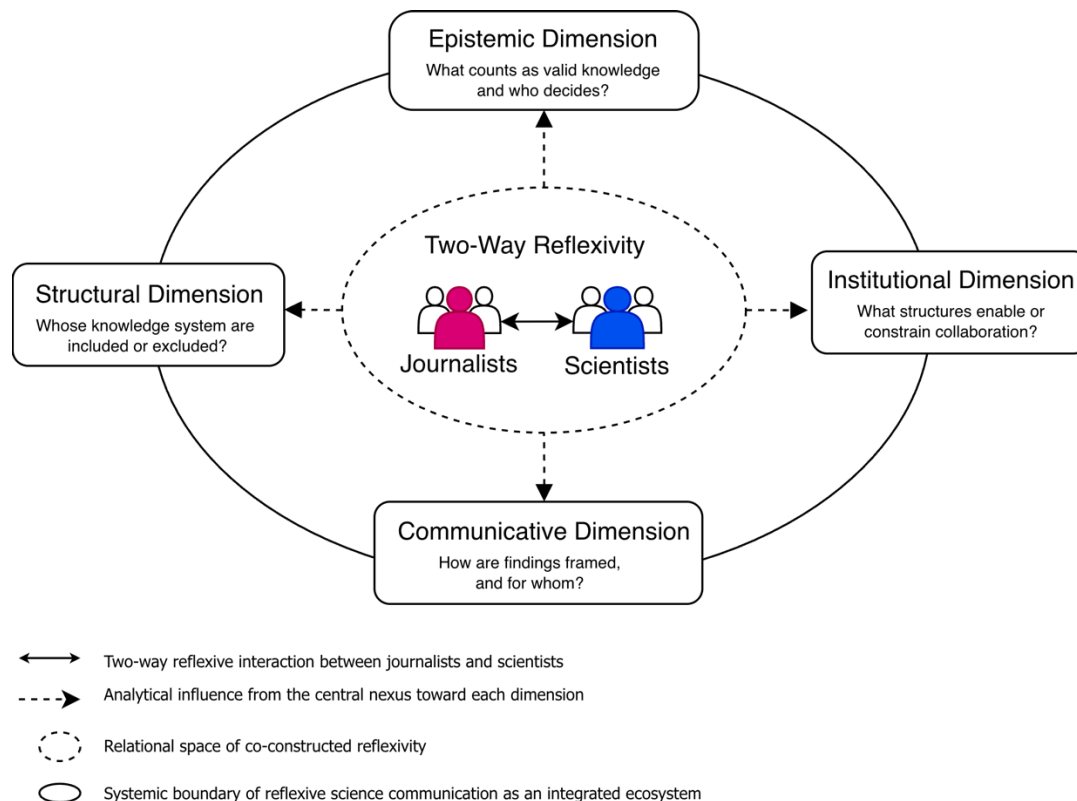 Epistemic Dimension
What counts as valid knowledge
and who decides?
Two-Way Reflexivity
Journalists
Scientists
Structural Dimension
Whose knowledge system are
included or excluded?
Institutional Dimension
What structures enable or
constrain collaboration?
Communicative Dimension
How are findings framed,
and for whom?
Two-way reflexive interaction between journalists and scientists
Analytical influence from the central nexus toward each dimension
Relational space of co-constructed reflexivity
Systemic boundary of reflexive science communication as an integrated ecosystem